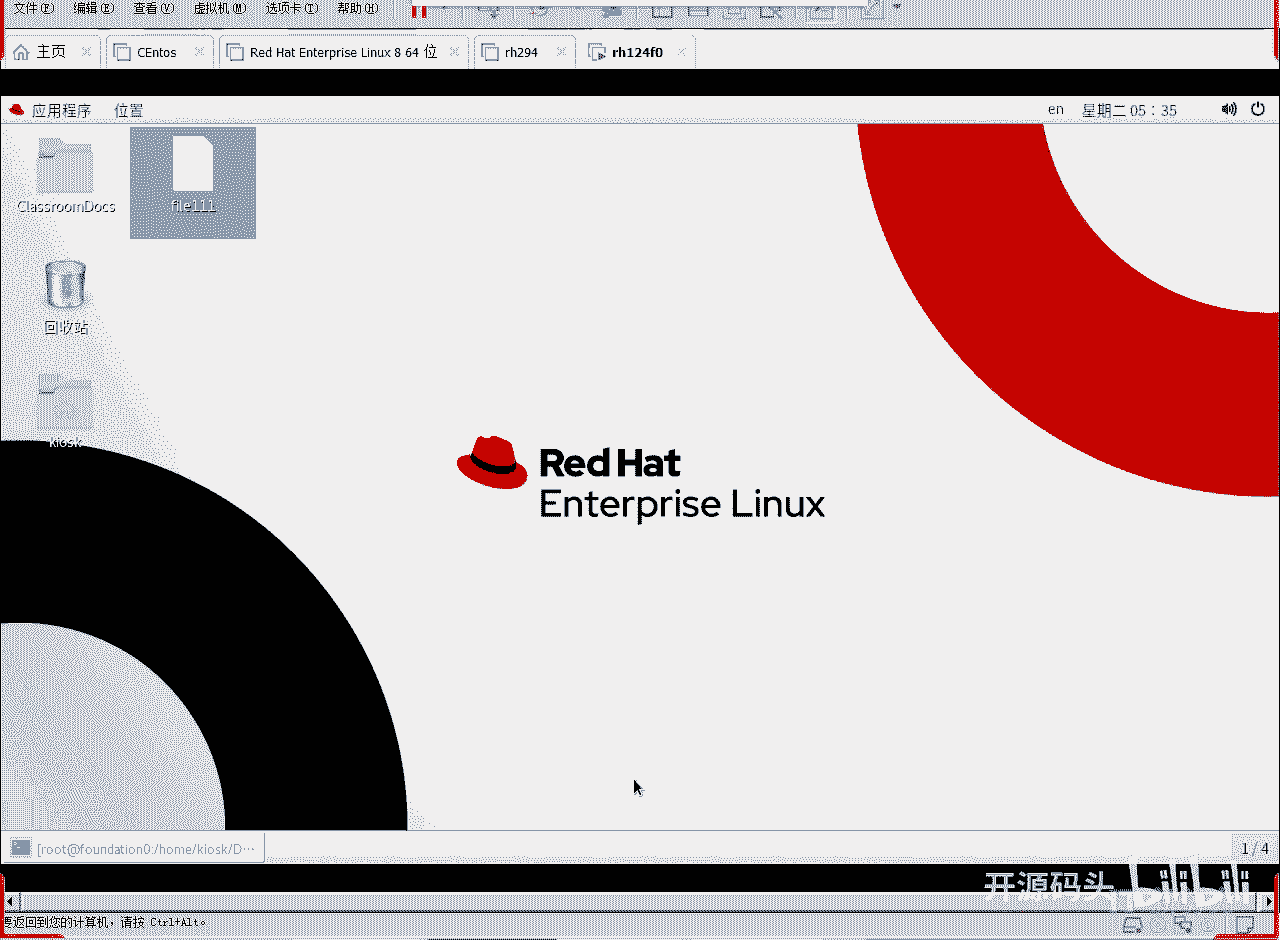 文件(F) 编辑(E) 查看(V) 虚拟机(M) 选项卡(T) 帮助(H)
主页 CEntos Red Hat Enterprise Linux 8 64 位 rh294 rh124f0
应用程序 位置 en 星期二 05:35
ClassroomDocs
file111
回收站
kiosk
Red Hat
Enterprise Linux
[root@foundation0:/home/kiosk/D…
1 / 4
开源码头 bilibili
要返回到您的计算机，请按 Ctrl+Alt。